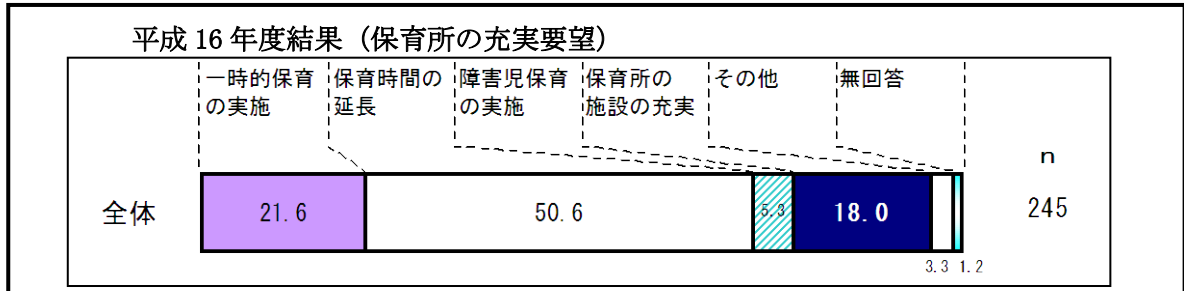 平成 16 年度結果（保育所の充実要望）
一時的保育
の実施
保育時間の
延長
障害児保育
の実施
保育所の
施設の充実
その他
無回答
n
全体
21.6
50.6
5.3
18.0
245
3.3
1.2